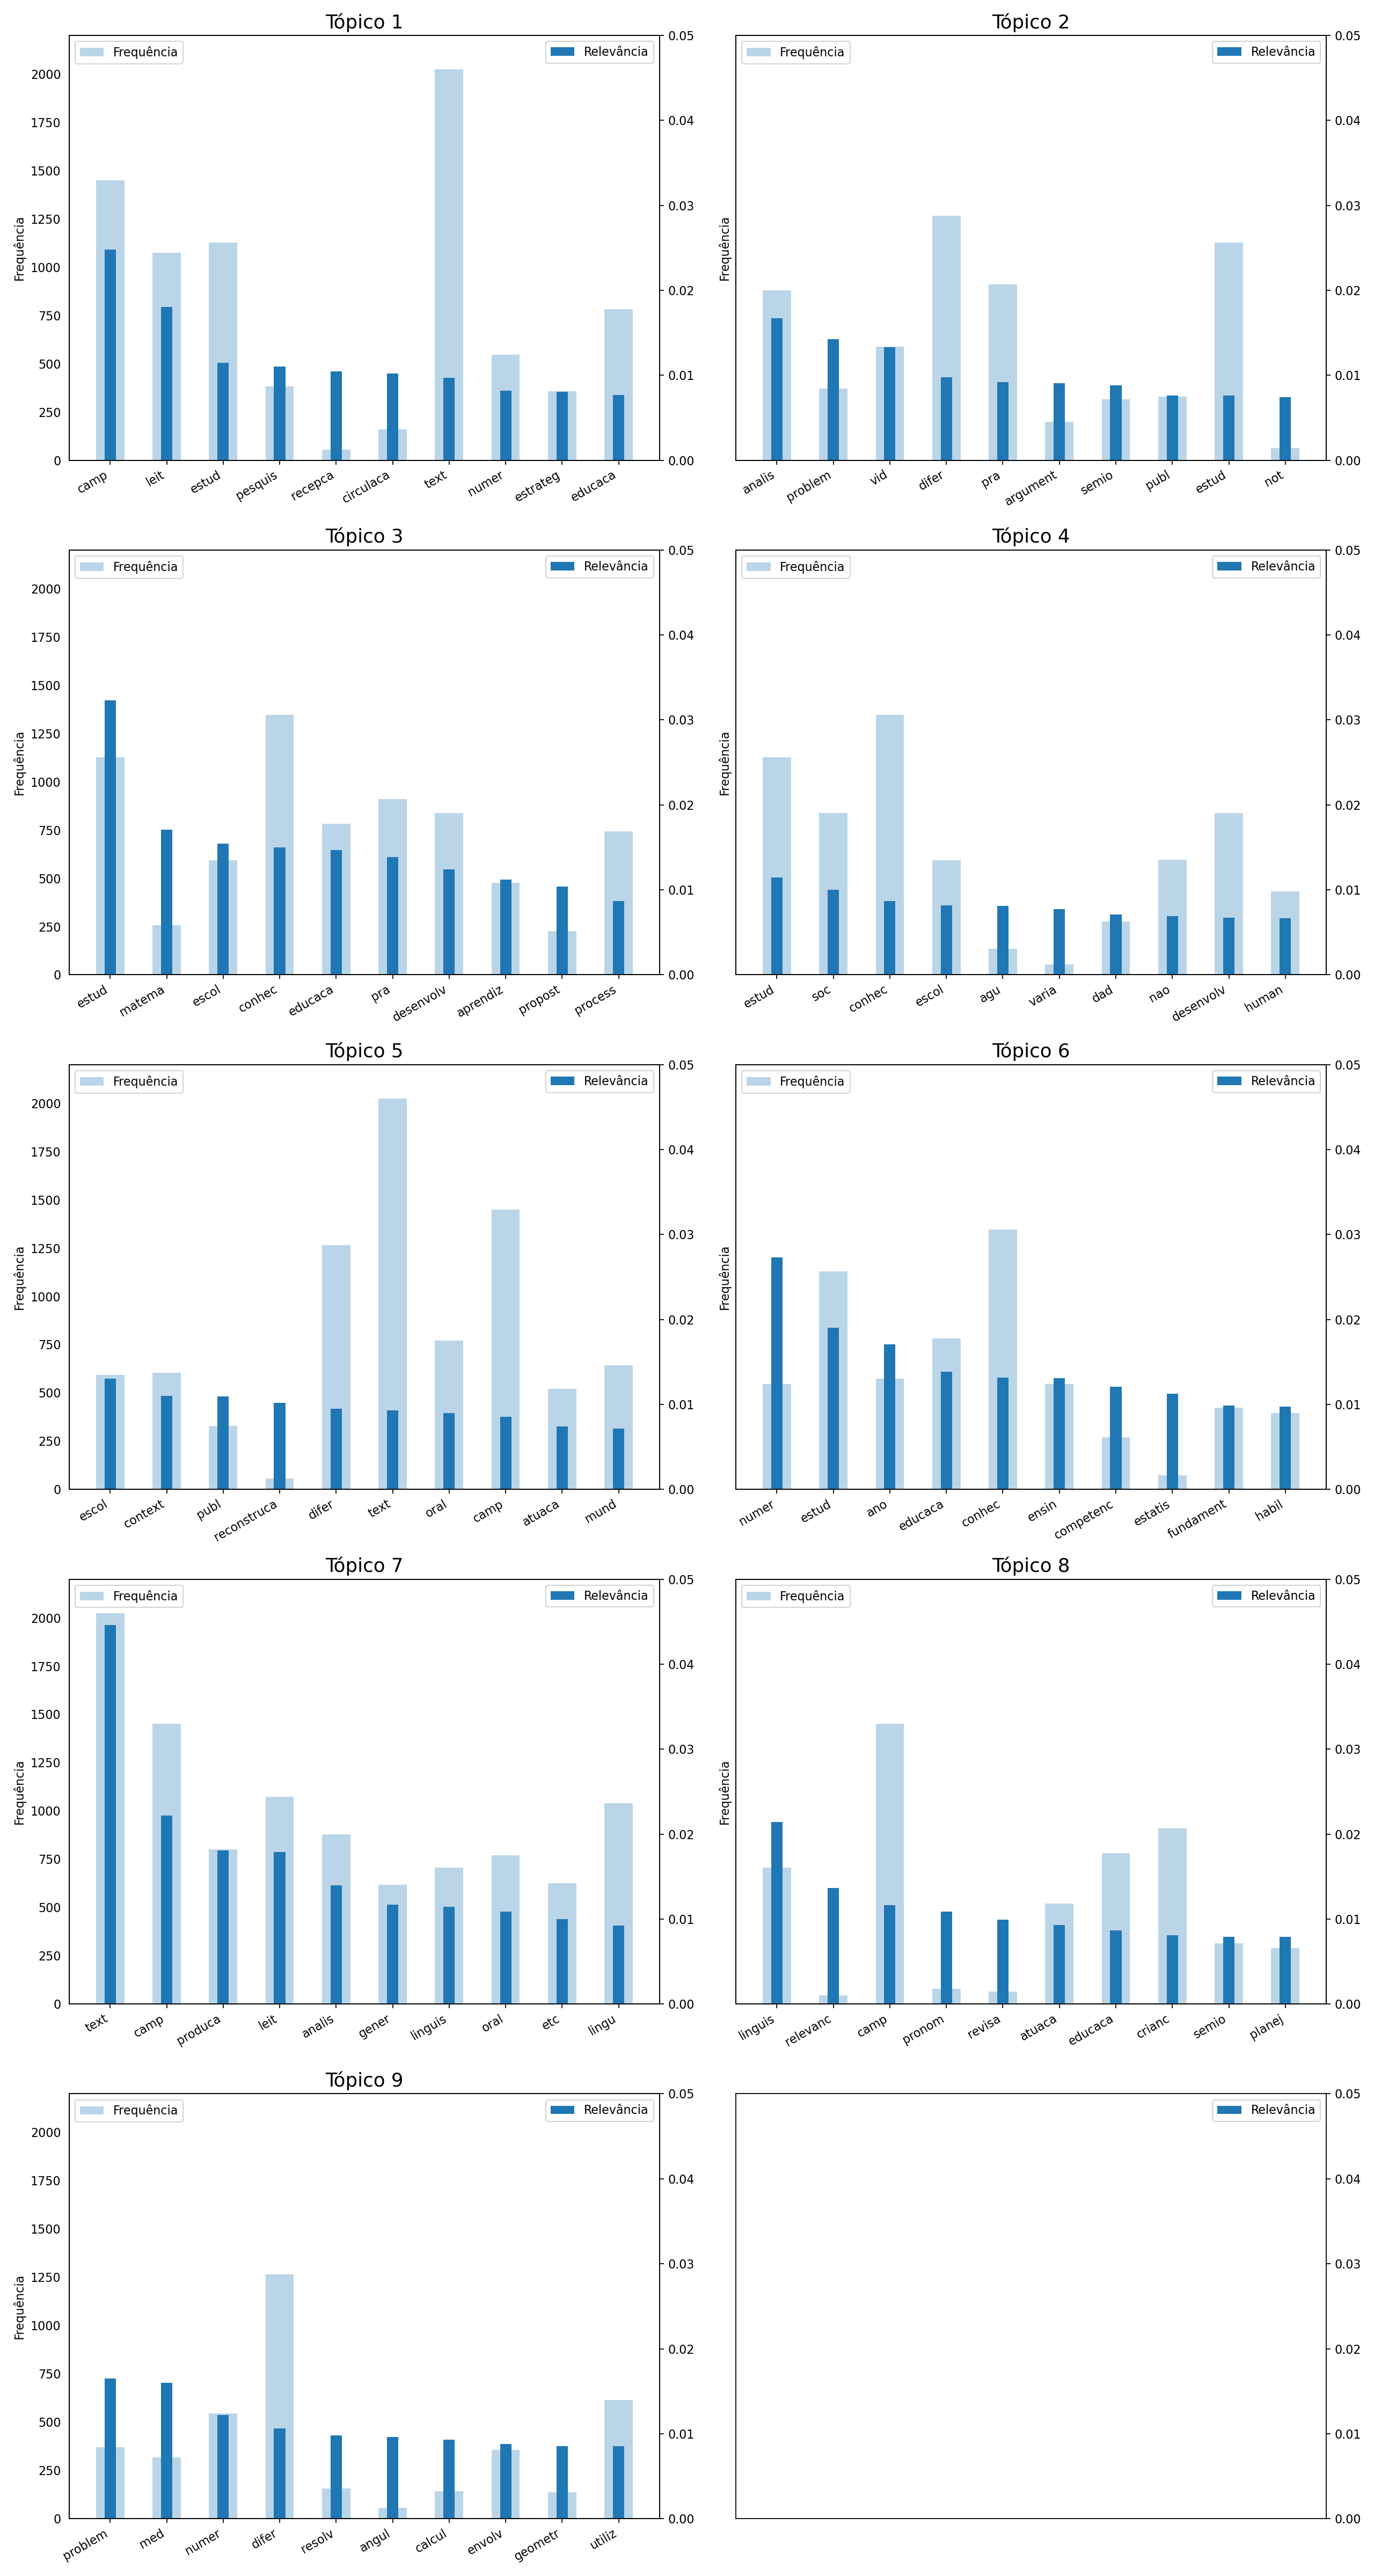 Tópico 1
Frequência
Relevância
Frequência
2000
1750
1500
1250
1000
750
500
250
0
0.05
0.04
0.03
0.02
0.01
0.00
camp leit estud pesquis recepca circulaca text numer estrateg educaca
Tópico 2
Frequência
Relevância
Frequência
0.05
0.04
0.03
0.02
0.01
0.00
analis problem vid difer pra argument semio publ estud not
Tópico 3
Frequência
Relevância
Frequência
2000
1750
1500
1250
1000
750
500
250
0
0.05
0.04
0.03
0.02
0.01
0.00
estud matema escol conhec educaca pra desenvolv aprendiz propost process
Tópico 4
Frequência
Relevância
Frequência
0.05
0.04
0.03
0.02
0.01
0.00
estud soc conhec escol agu varia dad nao desenvolv human
Tópico 5
Frequência
Relevância
Frequência
2000
1750
1500
1250
1000
750
500
250
0
0.05
0.04
0.03
0.02
0.01
0.00
escol context publ reconstruca difer text oral camp atuaca mund
Tópico 6
Frequência
Relevância
Frequência
0.05
0.04
0.03
0.02
0.01
0.00
numer estud ano educaca conhec ensin competenc estatis fundament habil
Tópico 7
Frequência
Relevância
Frequência
2000
1750
1500
1250
1000
750
500
250
0
0.05
0.04
0.03
0.02
0.01
0.00
text camp produca leit analis gener linguis oral etc lingu
Tópico 8
Frequência
Relevância
Frequência
0.05
0.04
0.03
0.02
0.01
0.00
linguis relevanc camp pronom revisa atuaca educaca crianc semio planej
Tópico 9
Frequência
Relevância
Frequência
2000
1750
1500
1250
1000
750
500
250
0
0.05
0.04
0.03
0.02
0.01
0.00
problem med numer difer resolv angul calcul envolv geometr utiliz
Relevância
0.05
0.04
0.03
0.02
0.01
0.00